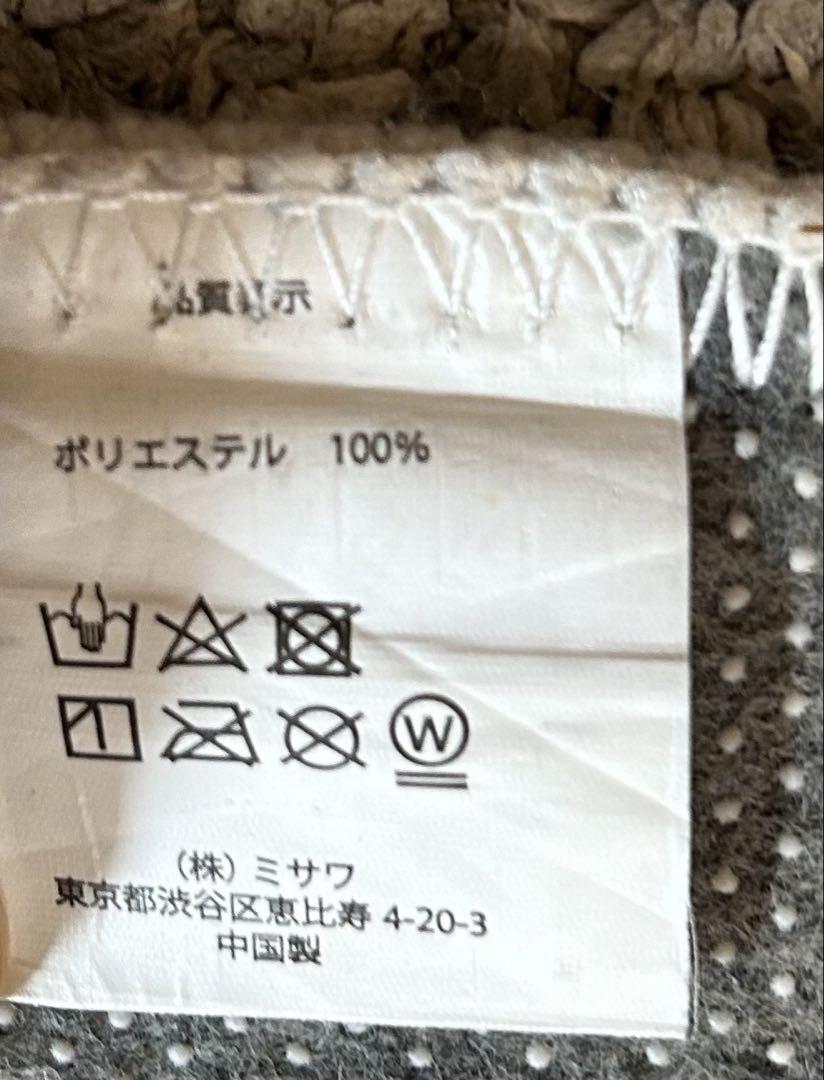 品質表示
ポリエステル 100%
W
(株) ミサワ
東京都渋谷区恵比寿 4-20-3
中国製